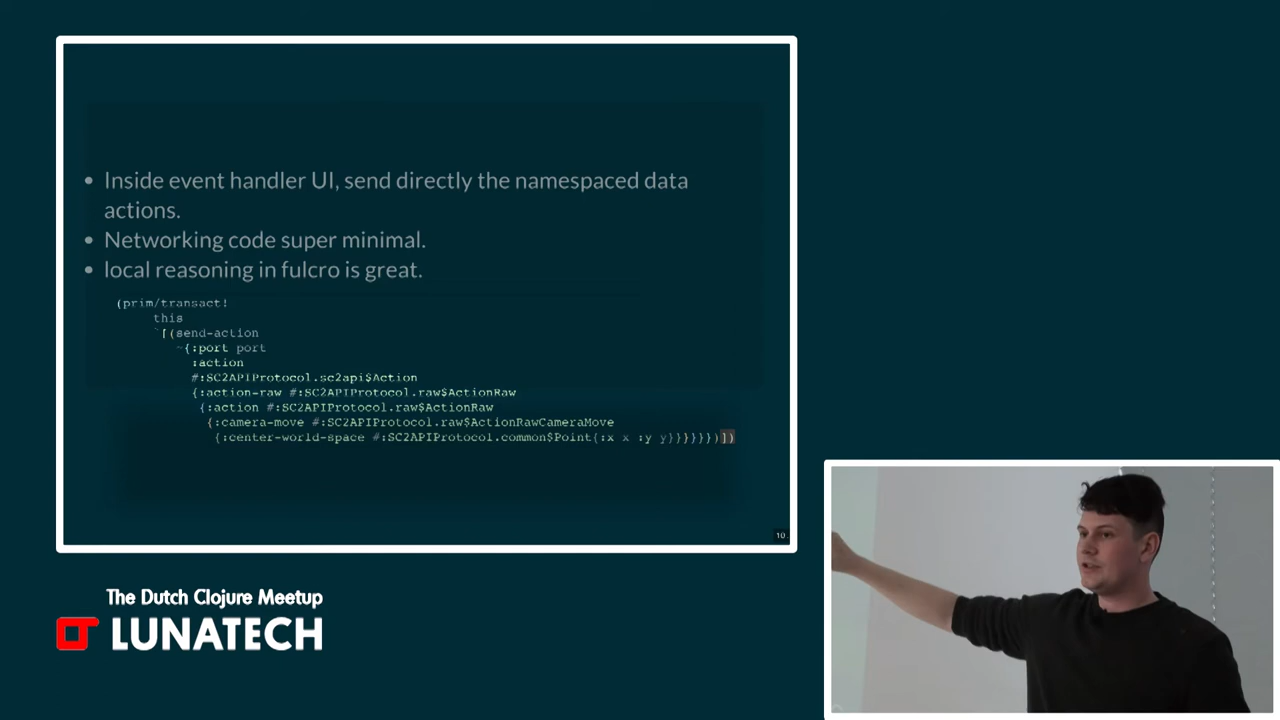 • Inside event handler UI, send directly the namespaced data
actions.
• Networking code super minimal.
• local reasoning in fulcro is great.
(prim/transact!
this
`[(send-action
~{:port port
:action
#:SC2APIProtocol.sc2api$Action
{:action-raw #:SC2APIProtocol.raw$ActionRaw
{:action #:SC2APIProtocol.raw$ActionRaw
{:camera-move #:SC2APIProtocol.raw$ActionRawCameraMove
{:center-world-space #:SC2APIProtocol.common$Point{:x x :y y}}}}}})])
10
The Dutch Clojure Meetup
LUNATECH